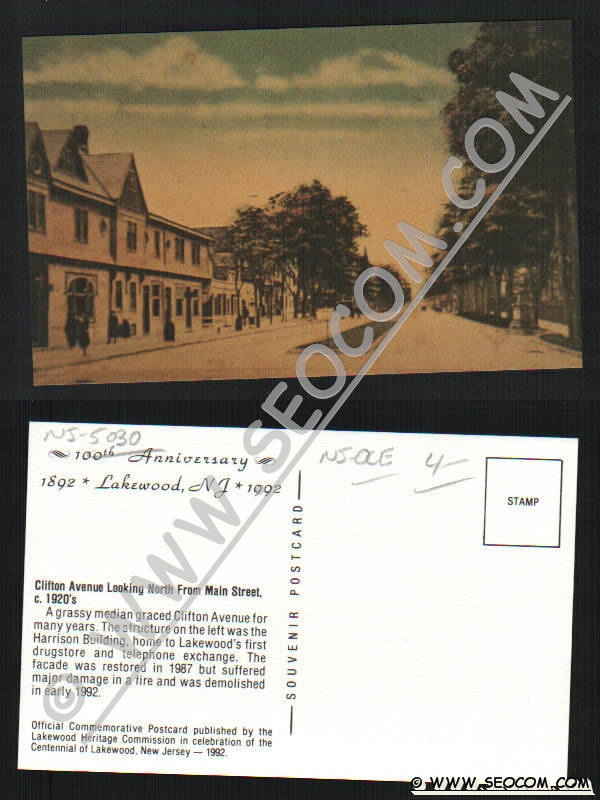 © WWW.SEOCOM.COM
NJ-5030
100th Anniversary
1892 * Lakewood, NJ * 1992
NJ-OLE 4-
STAMP
SOUVENIR POSTCARD
Clifton Avenue Looking North From Main Street,
c. 1920's
A grassy median graced Clifton Avenue for
many years. The structure on the left was the
Harrison Building, home to Lakewood's first
drugstore and telephone exchange. The
facade was restored in 1987 but suffered
major damage in a fire and was demolished
in early 1992.
Official Commemorative Postcard published by the
Lakewood Heritage Commission in celebration of the
Centennial of Lakewood, New Jersey — 1992.
© WWW.SEOCOM.COM